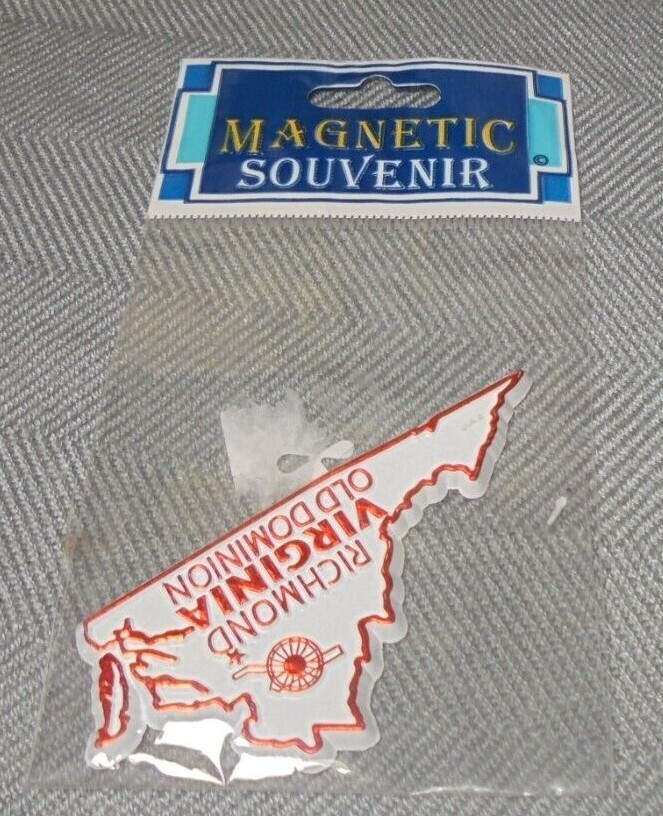 MAGNETIC
SOUVENIR
©
RICHMOND
VIRGINIA
OLD DOMINION